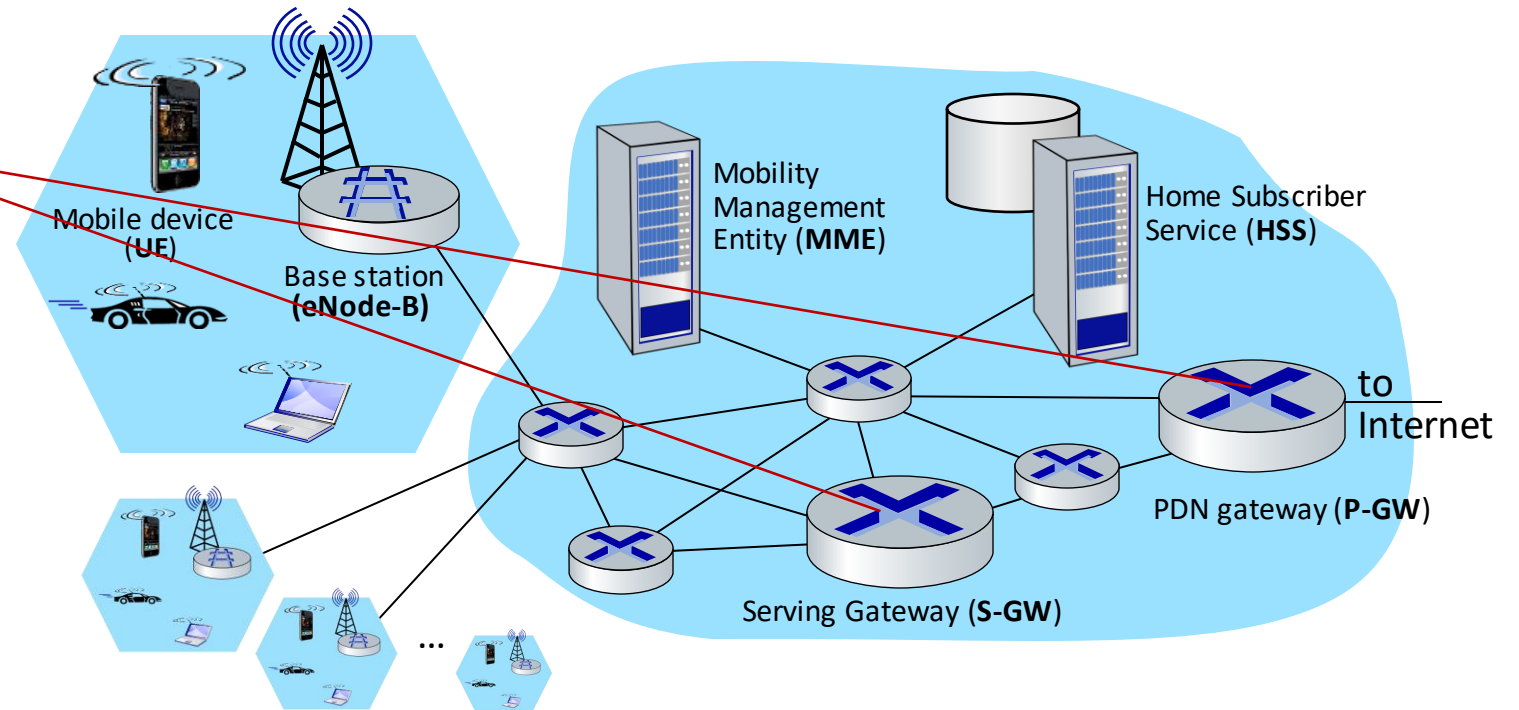 Mobile device
(UE)
Base station
(eNode-B)
Mobility
Management
Entity (MME)
Home Subscriber
Service (HSS)
to
Internet
PDN gateway (P-GW)
Serving Gateway (S-GW)
...